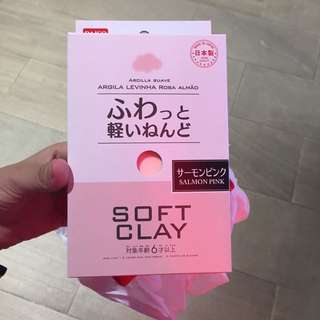 DAISO
日本製
ARCILLA SUAVE
ARGILA LEVINHA ROSA ALMÃO
ふわっと
軽いねんど
サーモンピンク
SALMON PINK
SOFT
CLAY
対象年齢6才以上